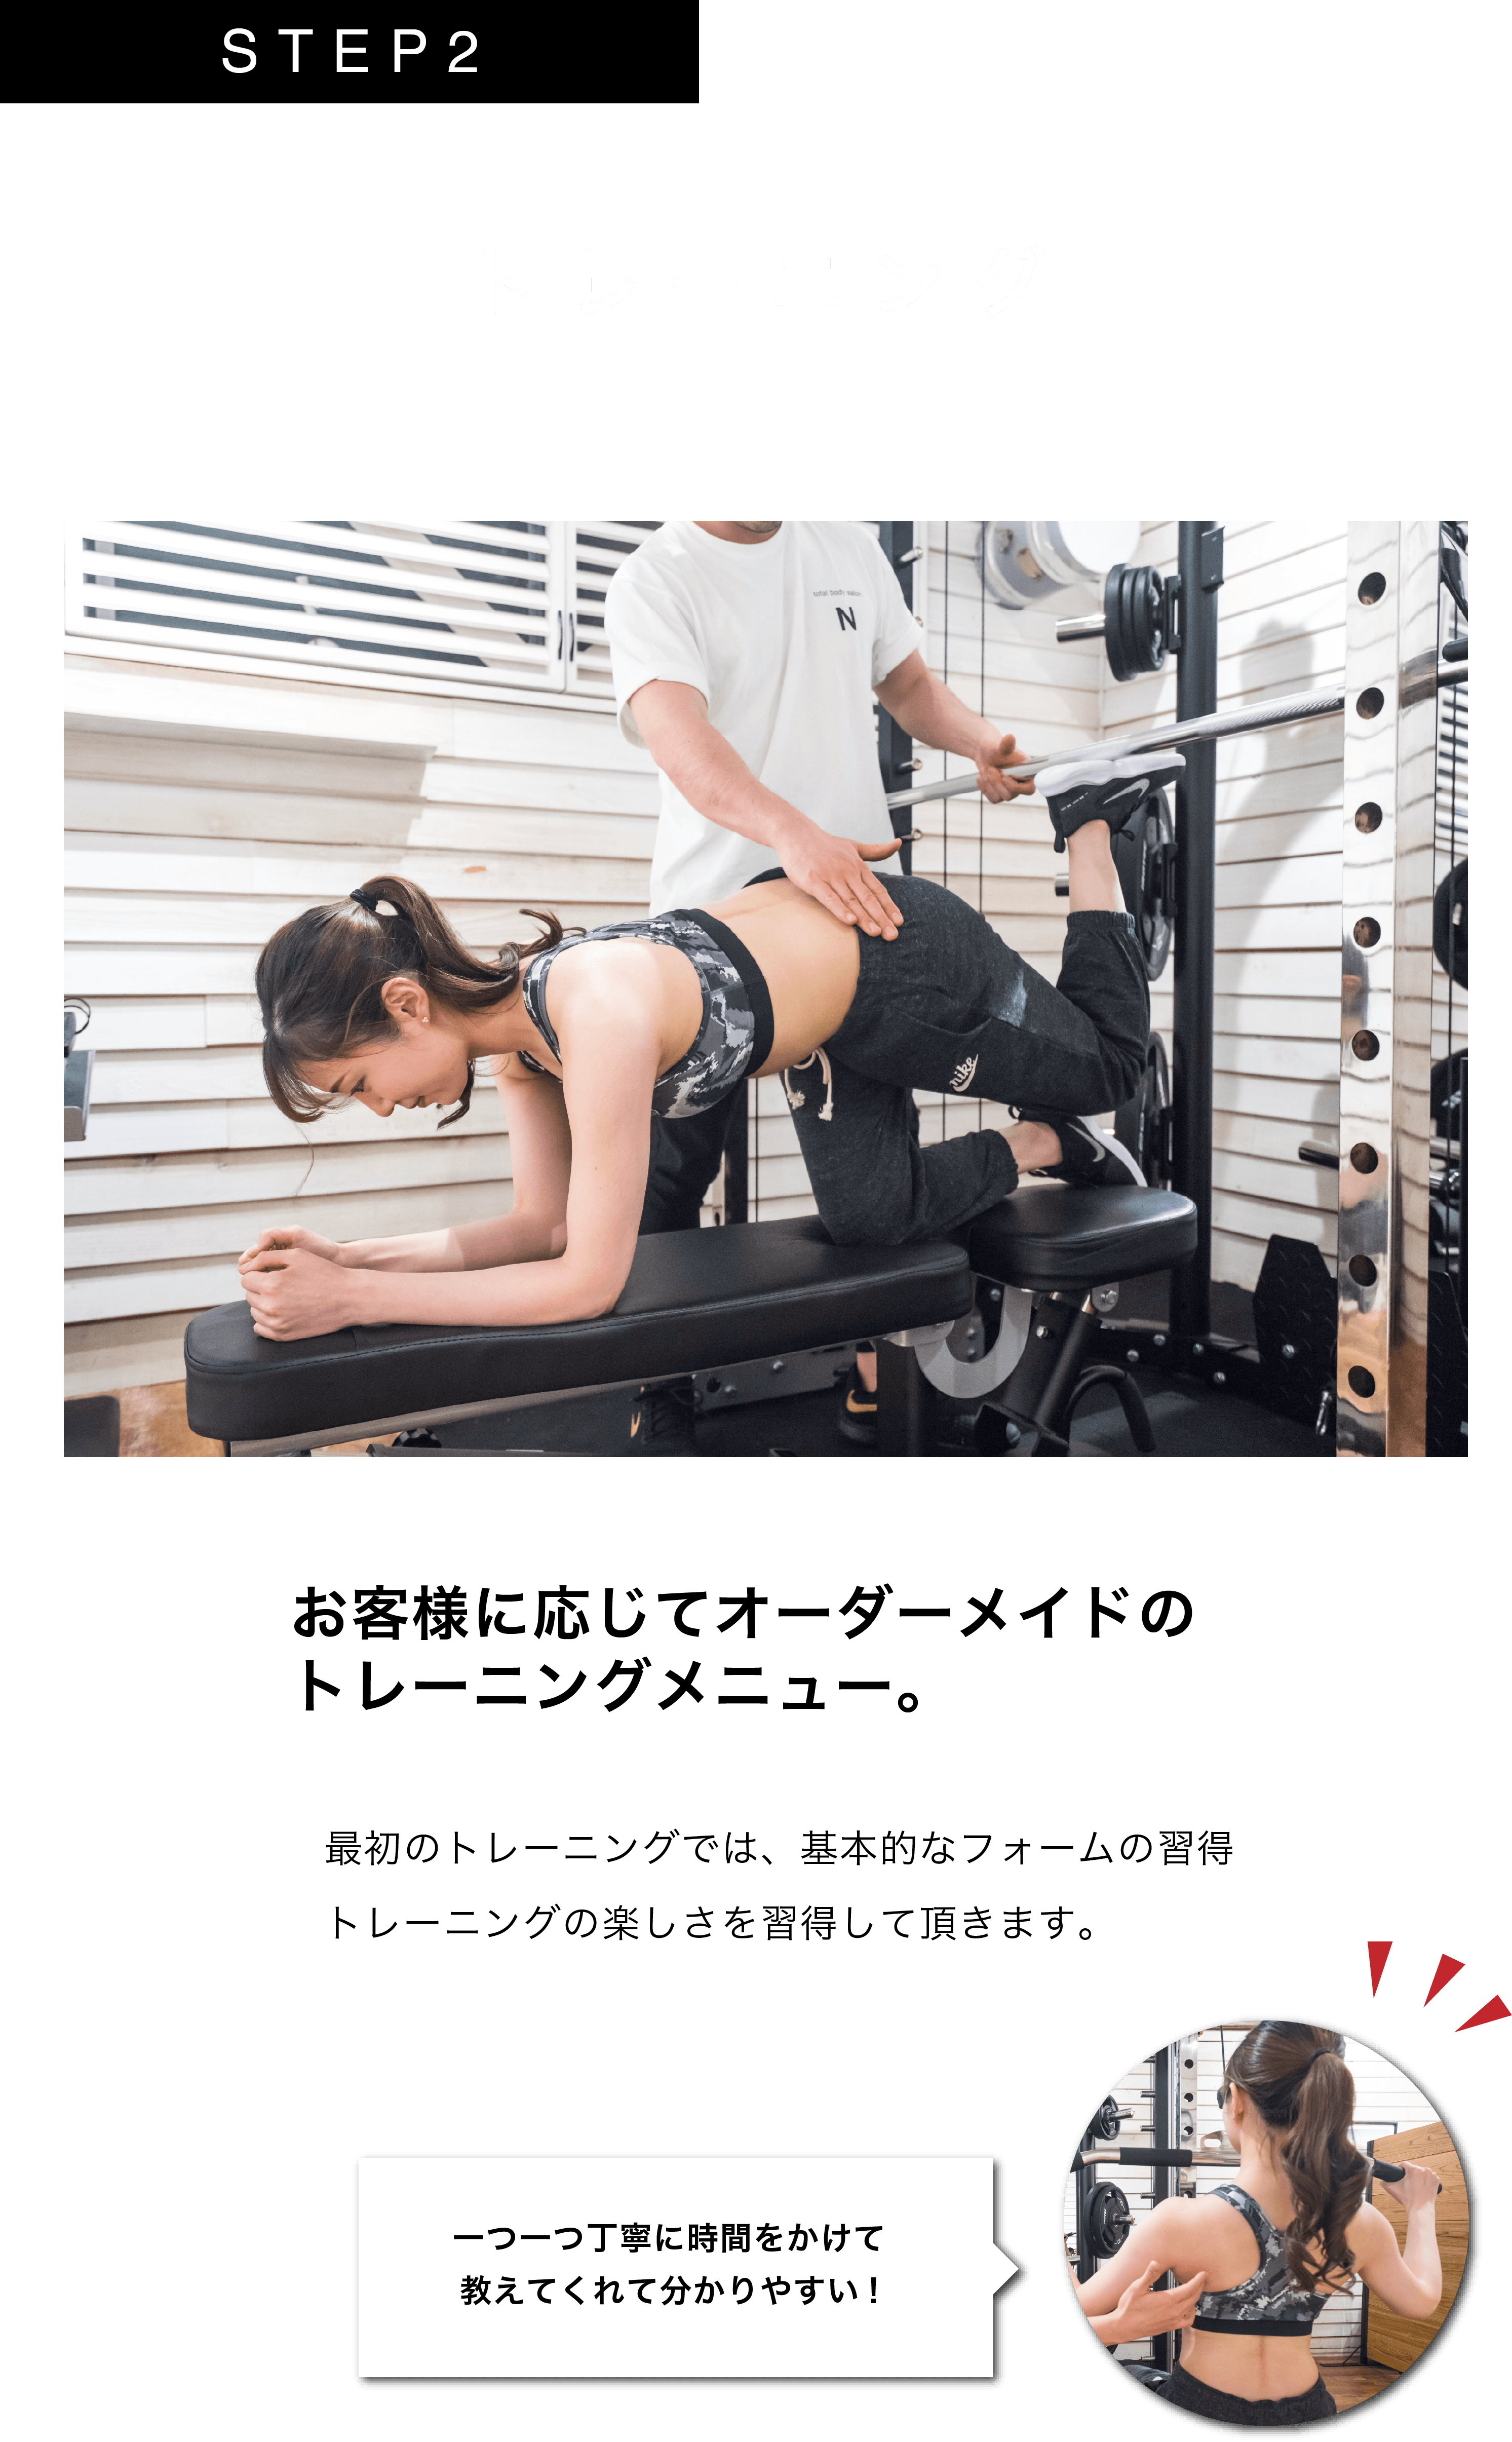 STEP2
total body salon
N
nike
お客様に応じてオーダーメイドの
トレーニングメニュー。
最初のトレーニングでは、基本的なフォームの習得
トレーニングの楽しさを習得して頂きます。
一つ一つ丁寧に時間をかけて
教えてくれて分かりやすい！